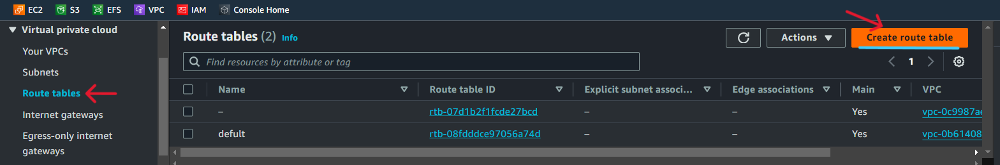 EC2 S3 EFS VPC IAM Console Home
Virtual private cloud
Your VPCs
Subnets
Route tables
Internet gateways
Egress-only internet
gateways
Route tables (2) Info
Actions
Create route table
Find resources by attribute or tag
1
Name Route table ID Explicit subnet associ... Edge associations Main VPC
– rtb-07d1b2f1fcde27bcd – – Yes vpc-0c9987ae
defult rtb-08fdddce97056a74d – – Yes vpc-0b61408